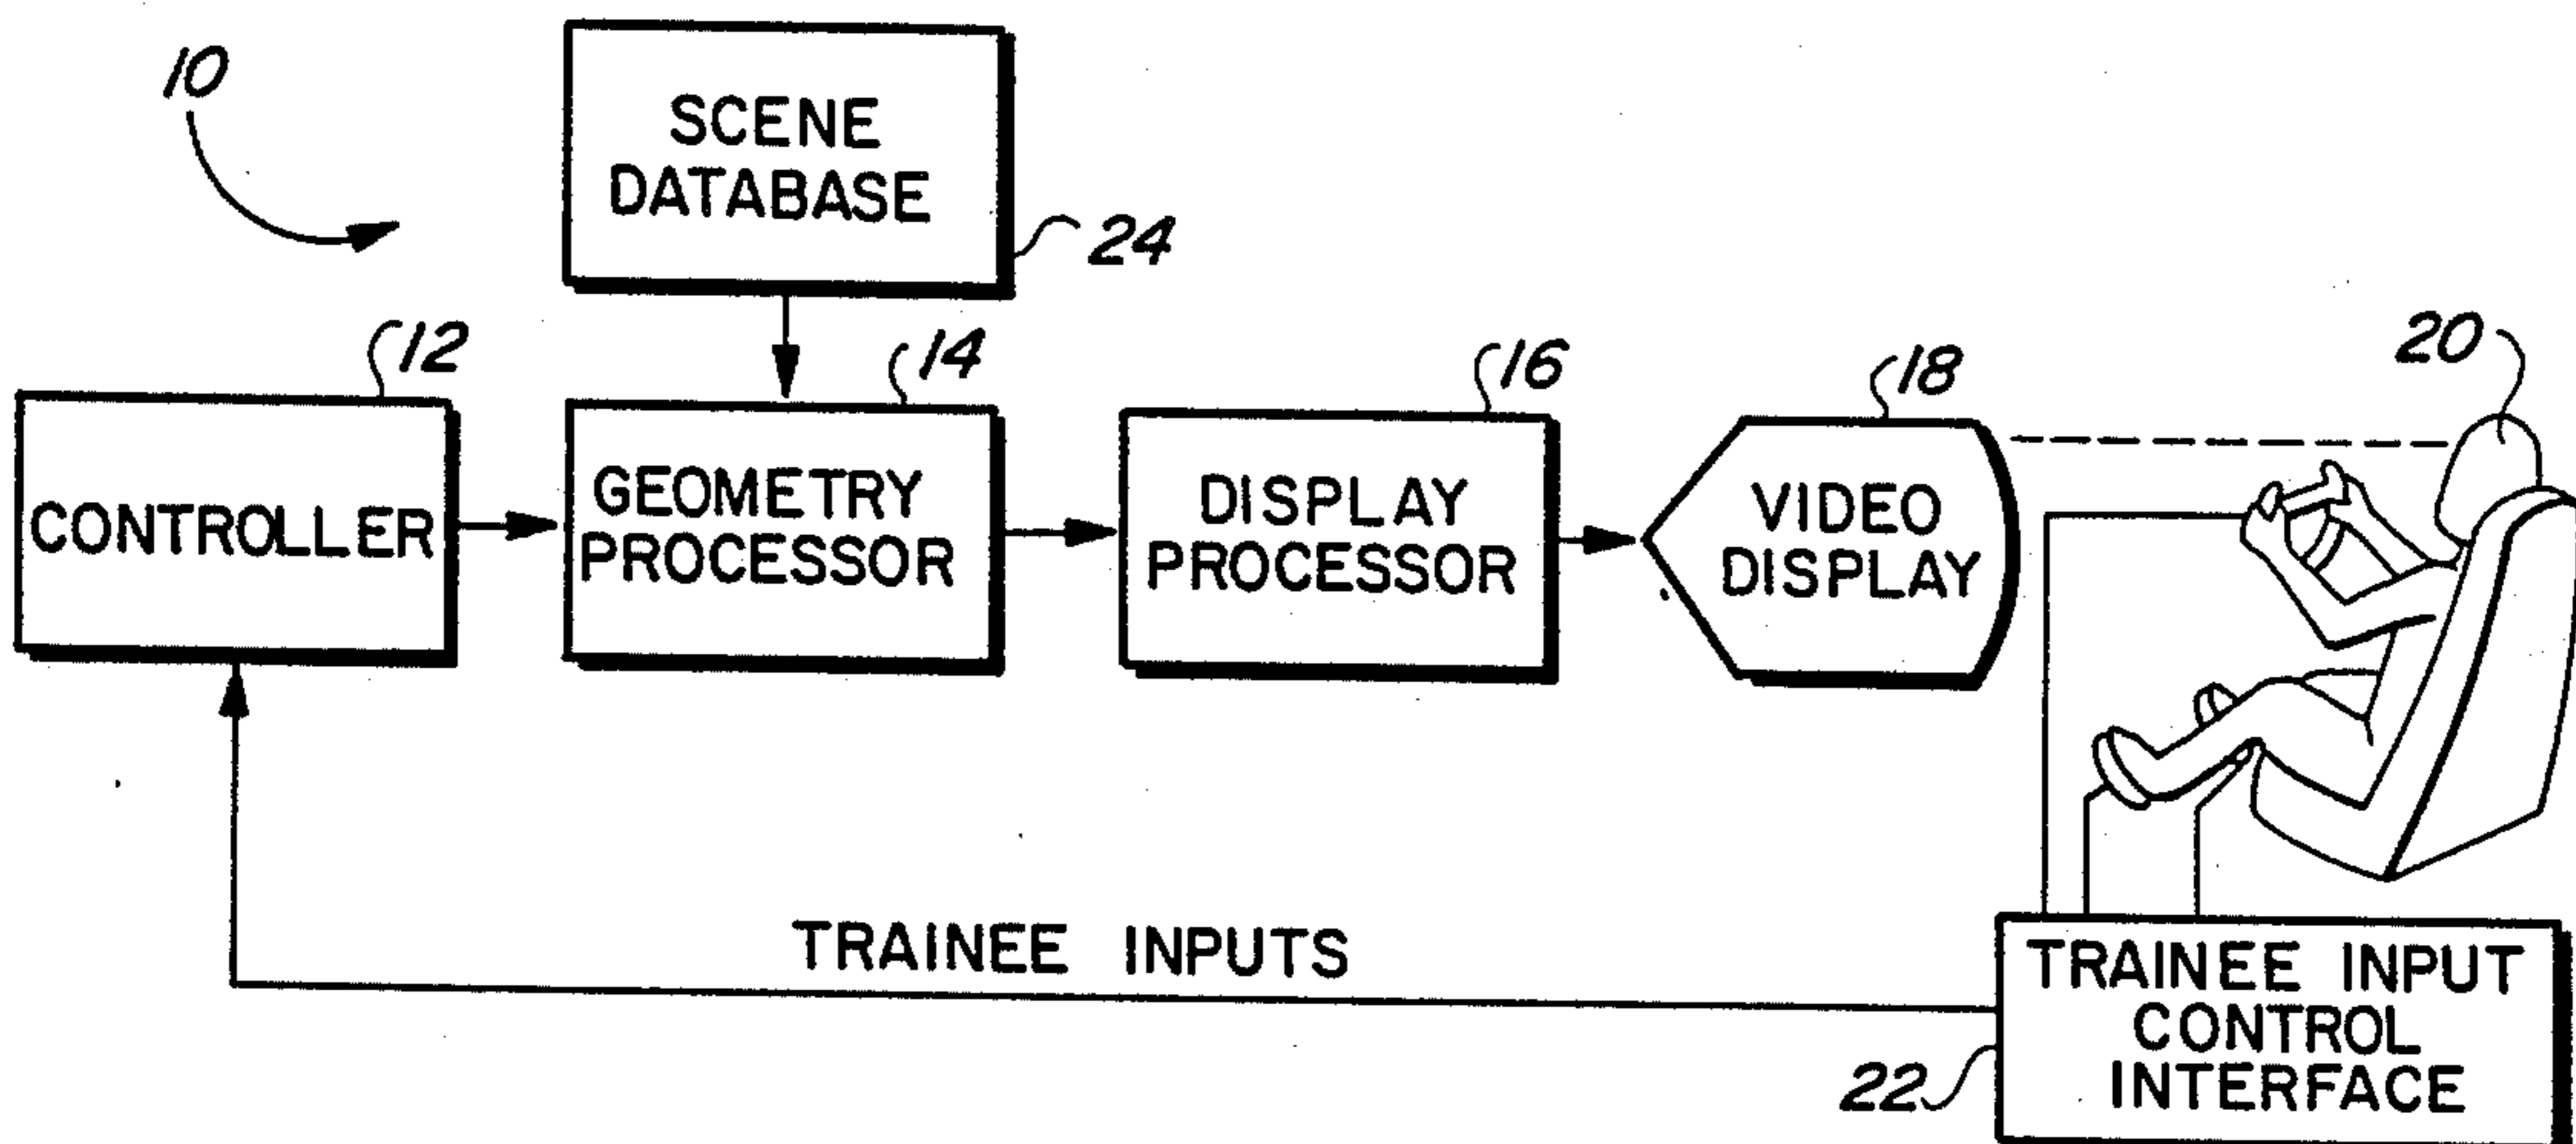 10
SCENE
DATABASE
24
12
14
16
18
20
CONTROLLER
GEOMETRY
PROCESSOR
DISPLAY
PROCESSOR
VIDEO
DISPLAY
TRAINEE INPUTS
TRAINEE INPUT
CONTROL
INTERFACE
22